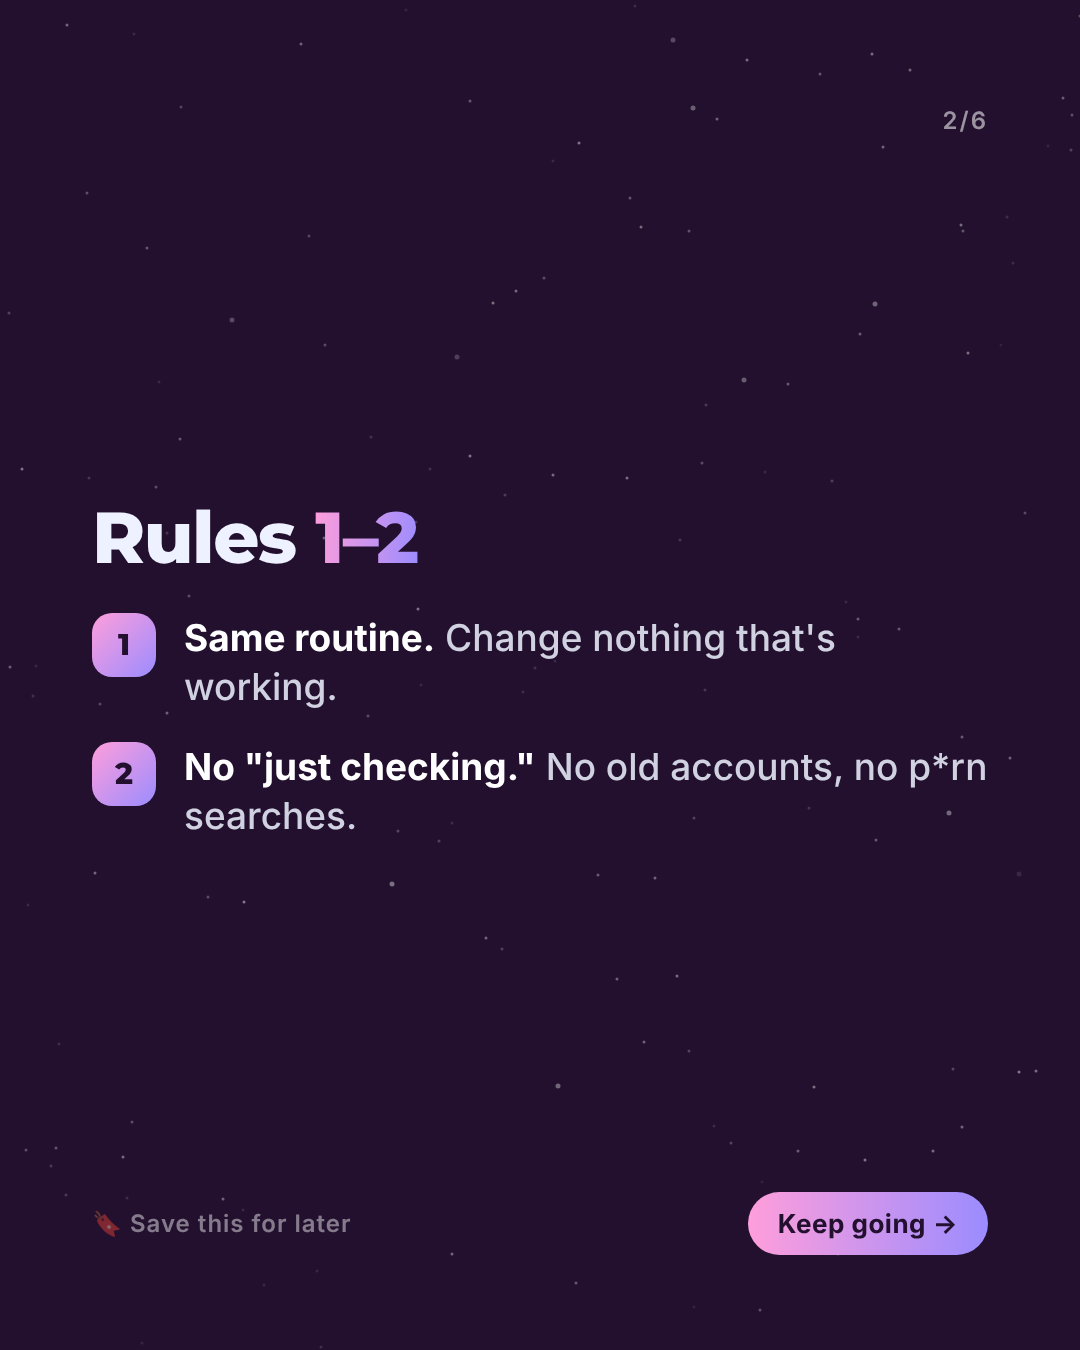 2/6
Rules 1–2
1 Same routine. Change nothing that's
working.
2 No "just checking." No old accounts, no p*rn
searches.
🔖 Save this for later
Keep going →